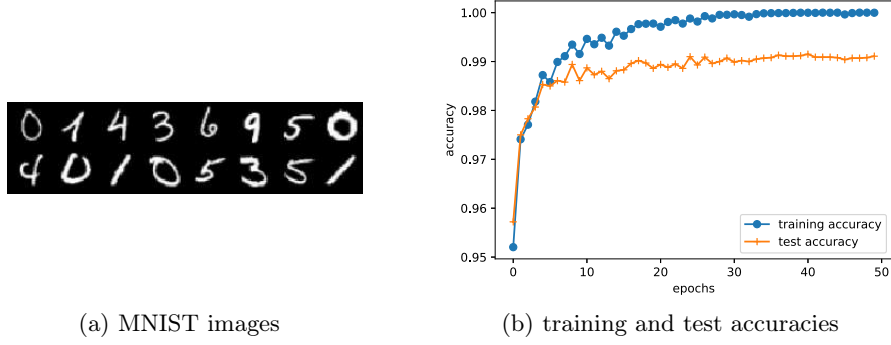 0 1 4 3 6 9 5 0
4 0 1 0 5 3 5 1
(a) MNIST images
1.00
0.99
0.98
0.97
0.96
0.95
accuracy
0 10 20 30 40 50
epochs
training accuracy
test accuracy
(b) training and test accuracies